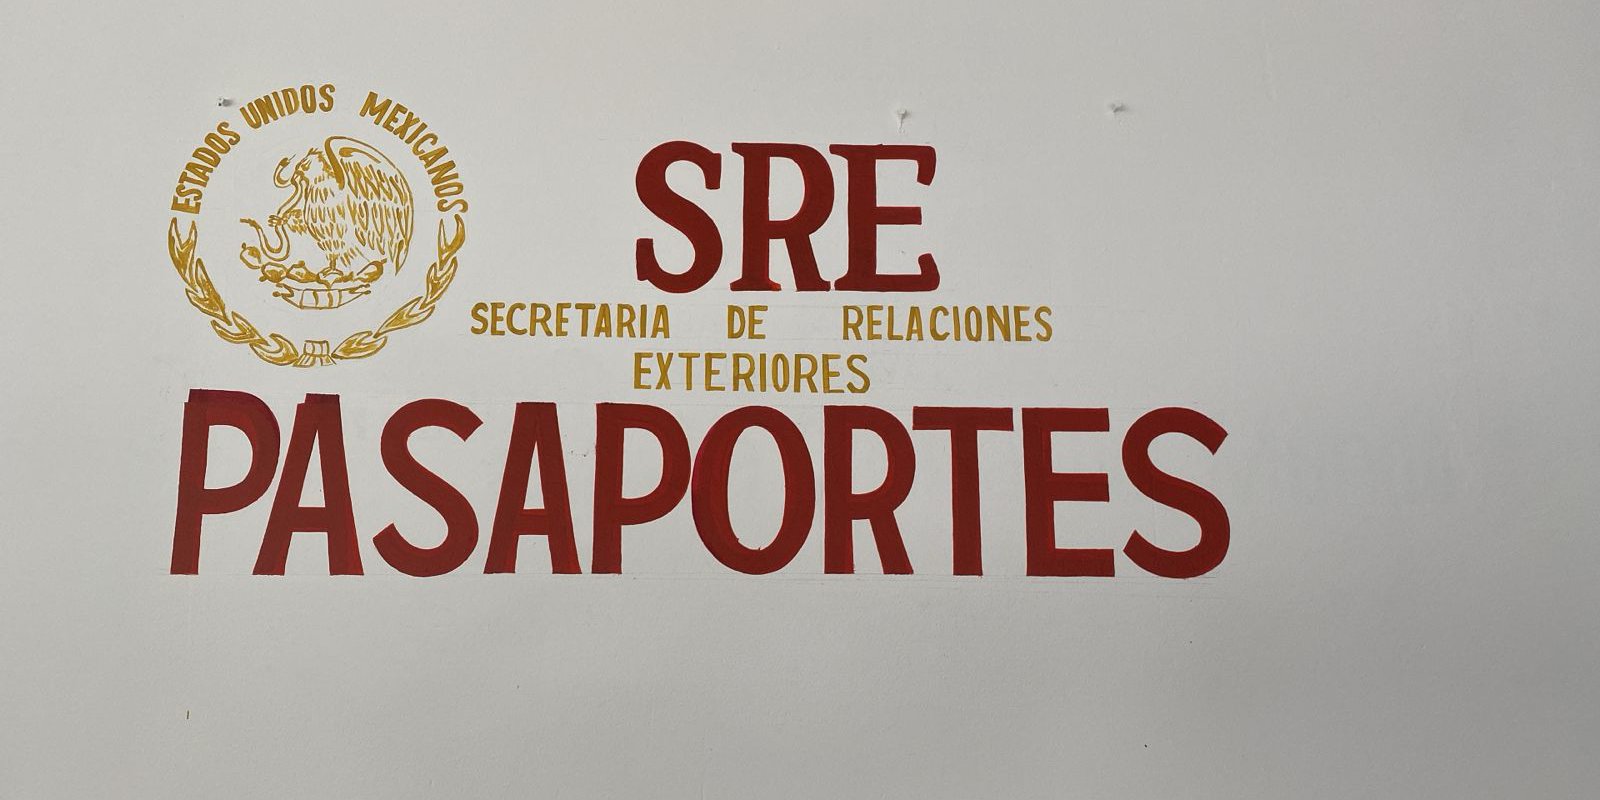 ESTADOS UNIDOS MEXICANOS
SRE
SECRETARIA DE RELACIONES
EXTERIORES
PASAPORTES